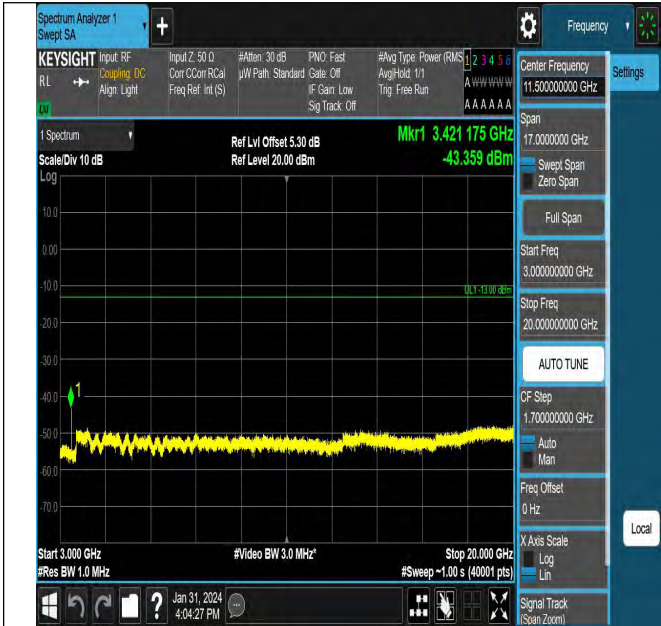 Spectrum Analyzer 1
Swept SA
+
Frequency
KEYSIGHT
RL
Input: RF
Coupling: DC
Align: Light
Input Z: 50 Ω
Corr CCorr RCal
Freq Ref: Int (S)
#Atten: 30 dB
µW Path: Standard
PNO: Fast
Gate: Off
IF Gain: Low
Sig Track: Off
#Avg Type: Power (RMS
Avg|Hold: 1/1
Trig: Free Run
1 2 3 4 5 6
A W W W W W
A A A A A A
1 Spectrum
Scale/Div 10 dB
Log
Ref Lvl Offset 5.30 dB
Ref Level 20.00 dBm
Mkr1 3.421 175 GHz
-43.359 dBm
10.0
0.00
-10.0
DL1 -13.00 dBm
-20.0
-30.0
-40.0
1
-50.0
-60.0
-70.0
Start 3.000 GHz
#Res BW 1.0 MHz
#Video BW 3.0 MHz*
Stop 20.000 GHz
#Sweep ~1.00 s (40001 pts)
Jan 31, 2024
4:04:27 PM
?
Center Frequency
11.500000000 GHz
Settings
Span
17.0000000 GHz
Swept Span
Zero Span
Full Span
Start Freq
3.000000000 GHz
Stop Freq
20.000000000 GHz
AUTO TUNE
CF Step
1.700000000 GHz
Auto
Man
Freq Offset
0 Hz
X Axis Scale
Log
Lin
Local
Signal Track
(Span Zoom)